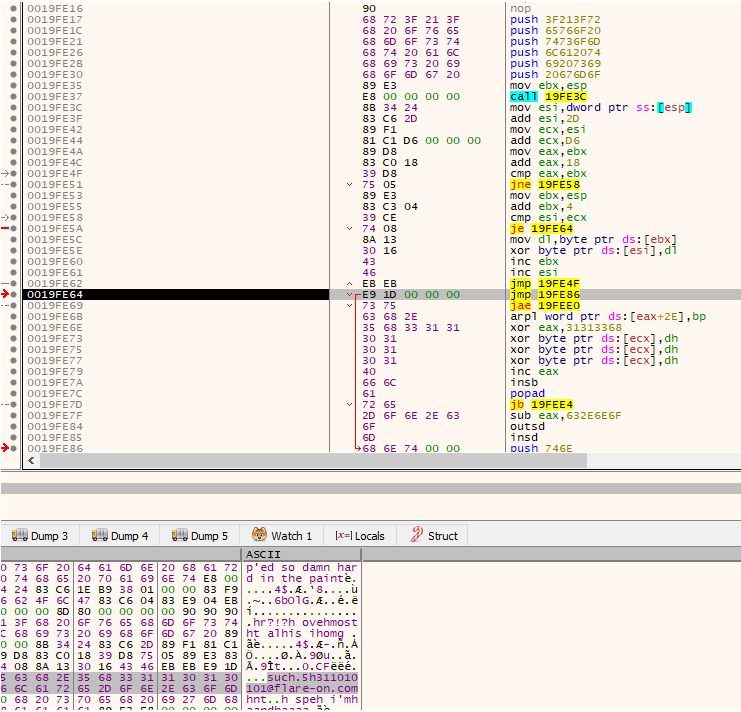 0019FE16 90 nop
0019FE17 68 72 3F 21 3F push 3F213F72
0019FE1C 68 20 6F 76 65 push 65766F20
0019FE21 68 6D 6F 73 74 push 74736F6D
0019FE26 68 74 20 61 6C push 6C612074
0019FE2B 68 69 73 20 69 push 69207369
0019FE30 68 6F 6D 67 20 push 20676D6F
0019FE35 89 E3 mov ebx,esp
0019FE37 E8 00 00 00 00 call 19FE3C
0019FE3C 8B 34 24 mov esi,dword ptr ss:[esp]
0019FE3F 83 C6 2D add esi,2D
0019FE42 89 F1 mov ecx,esi
0019FE44 81 C1 D6 00 00 00 add ecx,D6
0019FE4A 89 D8 mov eax,ebx
0019FE4C 83 C0 18 add eax,18
0019FE4F 39 D8 cmp eax,ebx
0019FE51 75 05 jne 19FE58
0019FE53 89 E3 mov ebx,esp
0019FE55 83 C3 04 add ebx,4
0019FE58 39 CE cmp esi,ecx
0019FE5A 74 08 je 19FE64
0019FE5C 8A 13 mov dl,byte ptr ds:[ebx]
0019FE5E 30 16 xor byte ptr ds:[esi],dl
0019FE60 43 inc ebx
0019FE61 46 inc esi
0019FE62 EB EB jmp 19FE4F
0019FE64 E9 1D 00 00 00 jmp 19FE86
0019FE69 73 75 jae 19FEE0
0019FE6B 63 68 2E arpl word ptr ds:[eax+2E],bp
0019FE6E 35 68 33 31 31 xor eax,31313368
0019FE73 30 31 xor byte ptr ds:[ecx],dh
0019FE75 30 31 xor byte ptr ds:[ecx],dh
0019FE77 30 31 xor byte ptr ds:[ecx],dh
0019FE79 40 inc eax
0019FE7A 66 6C insb
0019FE7C 61 popad
0019FE7D 72 65 jb 19FEE4
0019FE7F 2D 6F 6E 2E 63 sub eax,632E6E6F
0019FE84 6F outsd
0019FE85 6D insd
0019FE86 68 6E 74 00 00 push 746E
Dump 3 Dump 4 Dump 5 Watch 1 [x=] Locals Struct
ASCII
0 73 6F 20 64 61 6D 6E 20 68 61 72 p'ed so damn har
0 74 68 65 20 70 61 69 6E 74 E8 00 d in the paintè.
4 24 83 C6 1E B9 38 01 00 00 83 F9
6 62 4F 6C 47 83 C6 04 83 E9 04 EB .~..6bOlG.Æ..é.ë
0 00 00 8D 80 00 00 00 00 90 90 90
1 3F 68 20 6F 76 65 68 6D 6F 73 74 .hr?!?h ovehmost
C 68 69 73 20 69 68 6F 6D 67 20 89 ht alhis ihomg .
0 00 00 8B 34 24 83 C6 2D 89 F1 81 C1 ãè.....4$.Æ-.ñ.Á
D8 83 C0 18 39 D8 75 05 89 E3 83 Ö....Ø.À.9Øu..ã.
4 08 8A 13 30 16 43 46 EB EB E9 1D
5 63 68 2E 35 68 33 31 31 30 31 30 ...such.5h311010
6 6C 61 72 65 2D 6F 6E 2E 63 6F 6D 101@flare-on.com
0 68 20 73 70 65 68 20 69 27 6D 68 hnt..h speh i'mh